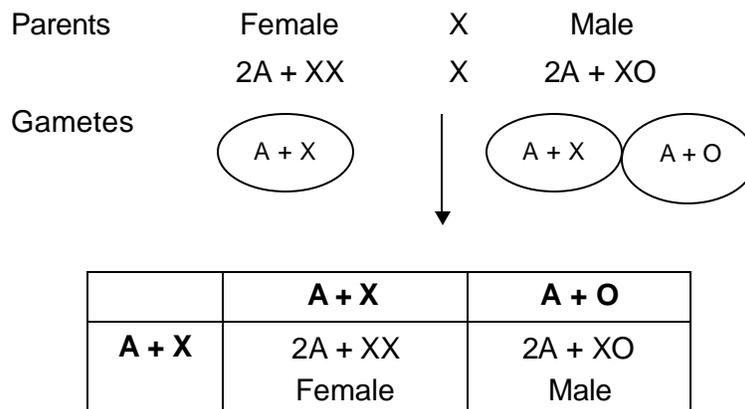 Parents Female X Male
2A + XX X 2A + XO
Gametes
A + X A + X A + O
A + X A + O
A + X 2A + XX 2A + XO
Female Male